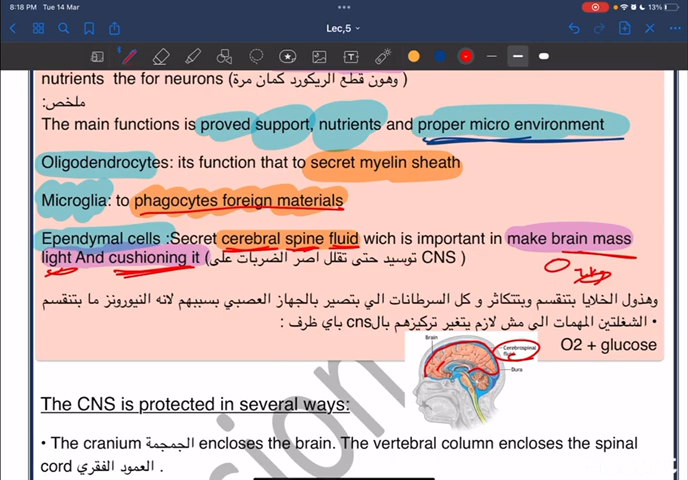 8:18 PM Tue 14 Mar
13%
Lec,5
nutrients the for neurons (وهون قطع الريكورد كمان مرة )
ملخص:
The main functions is proved support, nutrients and proper micro environment
Oligodendrocytes: its function that to secret myelin sheath
Microglia: to phagocytes foreign materials
Ependymal cells :Secret cerebral spine fluid wich is important in make brain mass
light And cushioning it (توسيد حتى تقلل اصر الضربات على CNS )
وهذول الخلايا بتنقسم وبتتكاثر و كل السرطانات الي بتصير بالجهاز العصبي بسببهم لانه النيورونز ما بتنقسم
• الشغلتين المهمات الي مش لازم يتغير تركيزهم بالcns باي ظرف :
O2 + glucose
Brain
Cerebrospinal
fluid
Dura
The CNS is protected in several ways:
• The cranium الجمجمة encloses the brain. The vertebral column encloses the spinal
cord العمود الفقري .